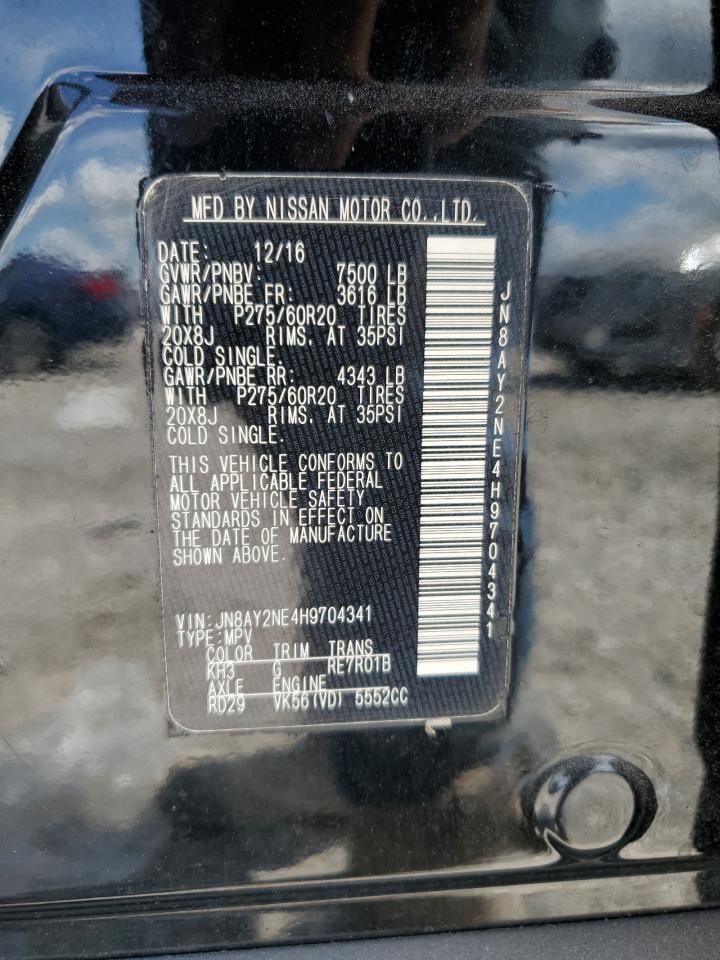 MFD BY NISSAN MOTOR CO.,LTD.
DATE: 12/16
GVWR/PNBV: 7500 LB
GAWR/PNBE FR: 3616 LB
WITH P275/60R20 TIRES
20X8J RIMS, AT 35PSI
COLD SINGLE.
GAWR/PNBE RR: 4343 LB
WITH P275/60R20 TIRES
20X8J RIMS, AT 35PSI
COLD SINGLE.
THIS VEHICLE CONFORMS TO
ALL APPLICABLE FEDERAL
MOTOR VEHICLE SAFETY
STANDARDS IN EFFECT ON
THE DATE OF MANUFACTURE
SHOWN ABOVE.
VIN:JN8AY2NE4H9704341
TYPE:MPV
COLOR TRIM TRANS
KH3 G RE7R01B
AXLE ENGINE
RD29 VK56(VD) 5552CC
JN8AY2NE4H9704341